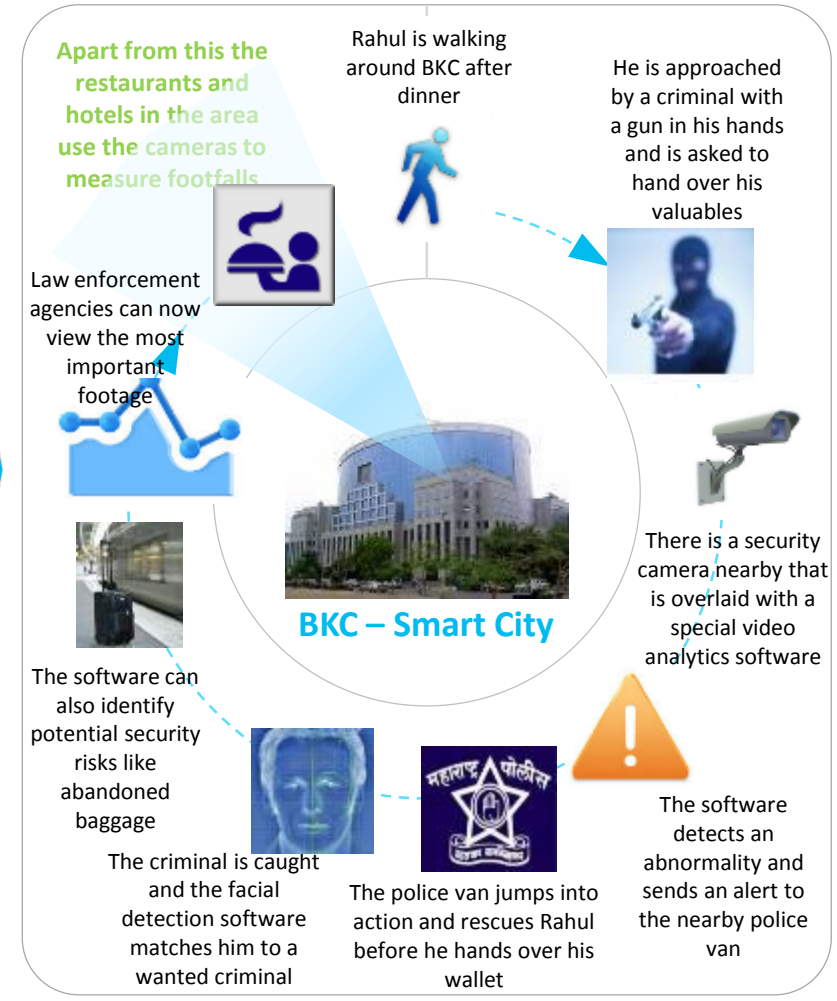 Rahul is walking
around BKC after
dinner
He is approached
by a criminal with
a gun in his hands
and is asked to
hand over his
valuables
There is a security
camera nearby that
is overlaid with a
special video
analytics software
The software
detects an
abnormality and
sends an alert to
the nearby police
van
महाराष्ट्र पोलीस
The police van jumps into
action and rescues Rahul
before he hands over his
wallet
The criminal is caught
and the facial
detection software
matches him to a
wanted criminal
The software can
also identify
potential security
risks like
abandoned
baggage
Law enforcement
agencies can now
view the most
important
footage
Apart from this the
restaurants and
hotels in the area
use the cameras to
measure footfalls
BKC – Smart City